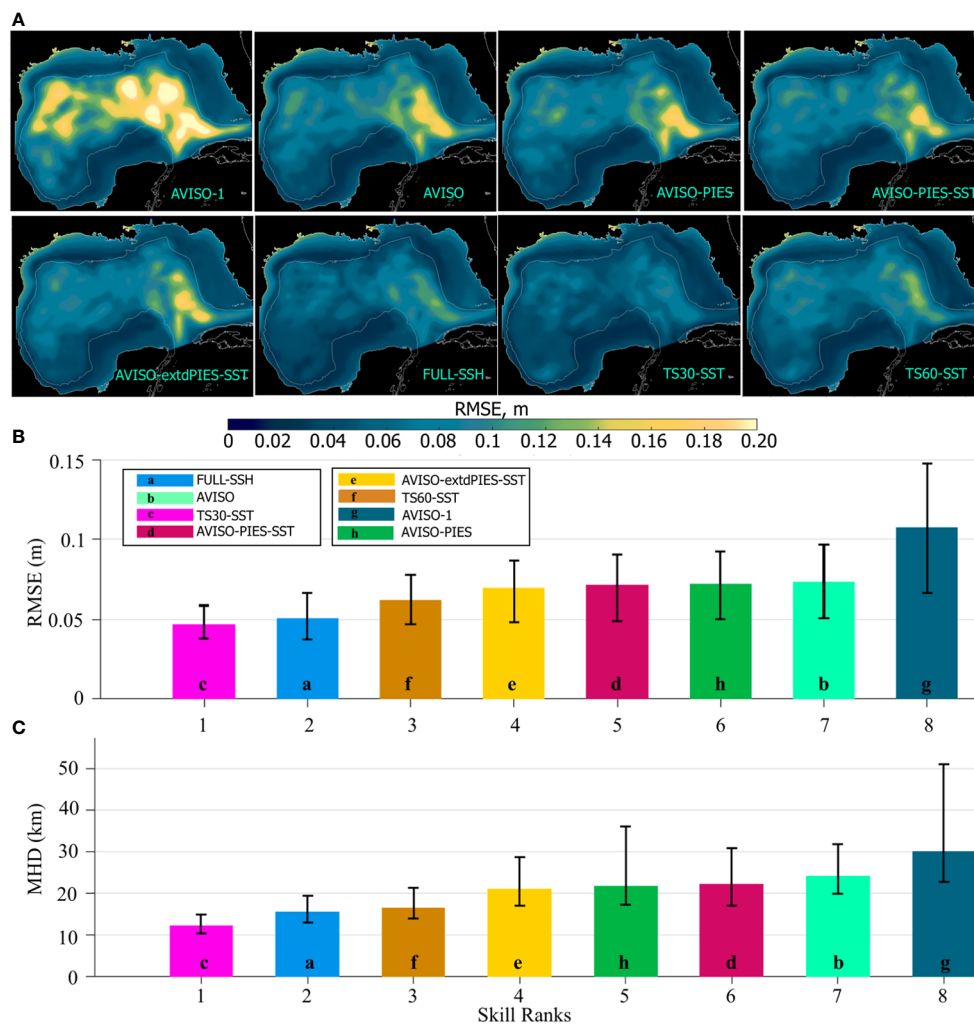 A
AVISO-1
AVISO
AVISO-PIES
AVISO-PIES-SST
AVISO-extdPIES-SST
FULL-SSH
TS30-SST
TS60-SST
RMSE, m
0 0.02 0.04 0.06 0.08 0.1 0.12 0.14 0.16 0.18 0.20
B
0.15
0.1
0.05
0
RMSE (m)
a FULL-SSH
b AVISO
c TS30-SST
d AVISO-PIES-SST
e AVISO-extdPIES-SST
f TS60-SST
g AVISO-1
h AVISO-PIES
c a f e d h b g
1 2 3 4 5 6 7 8
C
50
40
30
20
10
0
MHD (km)
c a f e h d b g
1 2 3 4 5 6 7 8
Skill Ranks